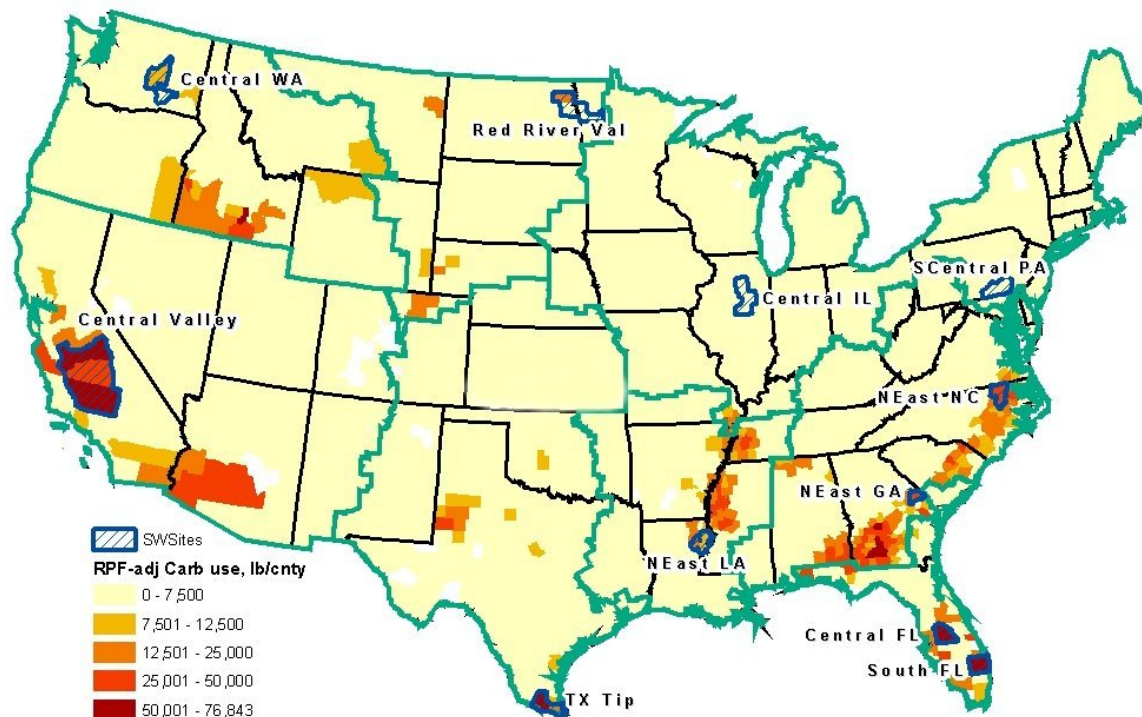 Central WA
Red River Val
SCentral PA
Central IL
Central Valley
NEast NC
NEast GA
NEast LA
SWSites
RPF-adj Carb use, lb/cnty
0 - 7,500
7,501 - 12,500
12,501 - 25,000
25,001 - 50,000
50,001 - 76,843
Central FL
South FL
TX Tip